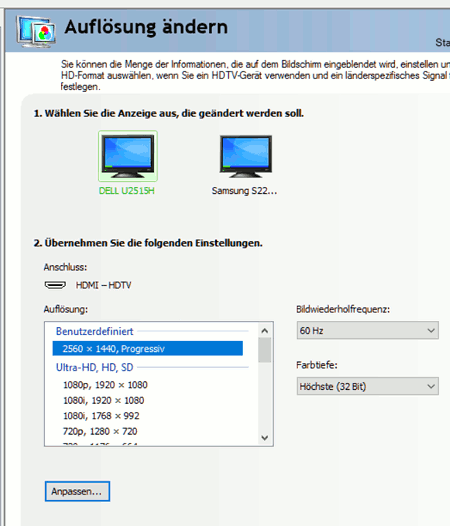 Auflösung ändern
Sta
Sie können die Menge der Informationen, die auf dem Bildschirm eingeblendet wird, einstellen un
HD-Format auswählen, wenn Sie ein HDTV-Gerät verwenden und ein länderspezifisches Signal f
festlegen.
1. Wählen Sie die Anzeige aus, die geändert werden soll.
DELL U2515H
Samsung S22...
2. Übernehmen Sie die folgenden Einstellungen.
Anschluss:
HDMI – HDTV
Auflösung:
Bildwiederholfrequenz:
Benutzerdefiniert
60 Hz
2560 × 1440, Progressiv
Ultra-HD, HD, SD
Farbtiefe:
1080p, 1920 × 1080
Höchste (32 Bit)
1080i, 1920 × 1080
1080i, 1768 × 992
720p, 1280 × 720
Anpassen...